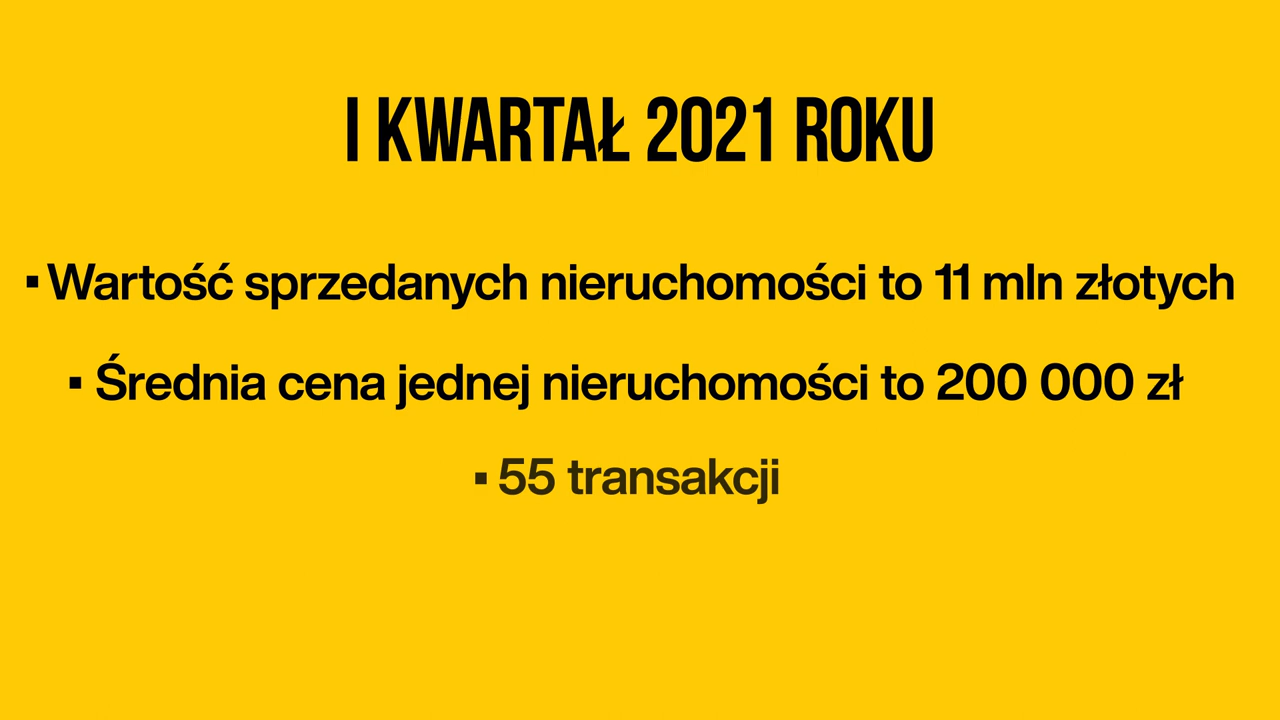 I KWARTAŁ 2021 ROKU
▪ Wartość sprzedanych nieruchomości to 11 mln złotych
▪ Średnia cena jednej nieruchomości to 200 000 zł
▪ 55 transakcji